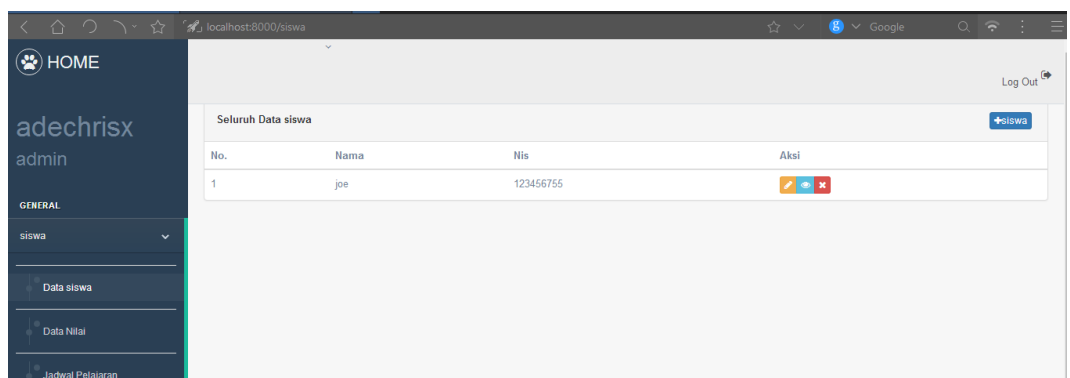 localhost:8000/siswa
Google
HOME
Log Out
adechrisx
admin
GENERAL
siswa
Data siswa
Data Nilai
Jadwal Pelajaran
Seluruh Data siswa
+siswa
No. Nama Nis Aksi
1 joe 123456755